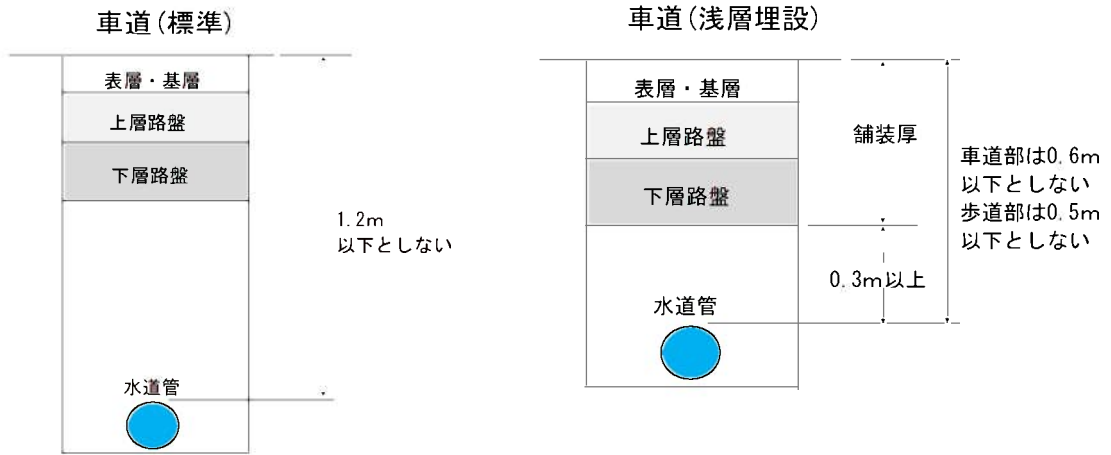 車道(標準)
表層・基層
上層路盤
下層路盤
1.2m
以下としない
水道管
車道(浅層埋設)
表層・基層
上層路盤
下層路盤
舗装厚
車道部は0.6m
以下としない
歩道部は0.5m
以下としない
0.3m以上
水道管